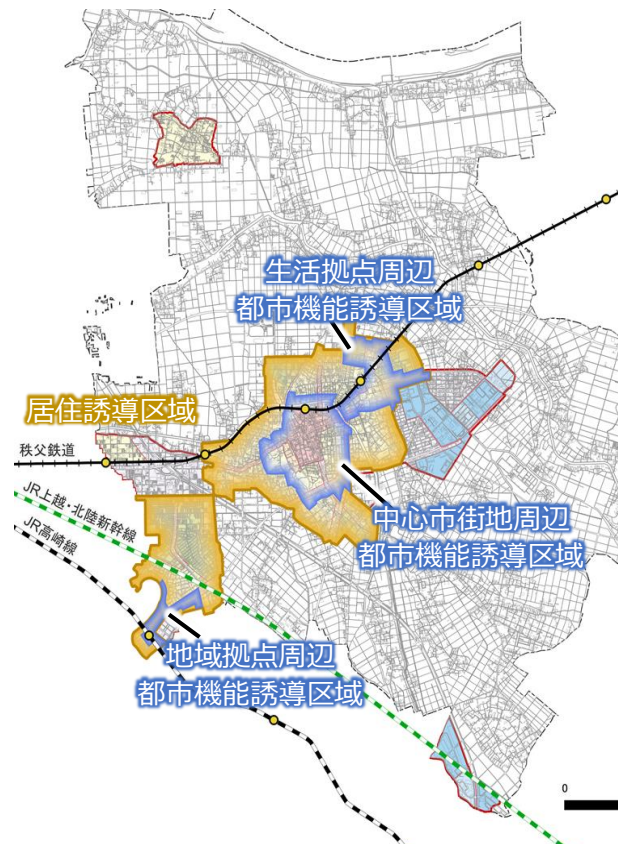 生活拠点周辺
都市機能誘導区域
居住誘導区域
秩父鉄道
JR上越・北陸新幹線
JR高崎線
中心市街地周辺
都市機能誘導区域
地域拠点周辺
都市機能誘導区域
0